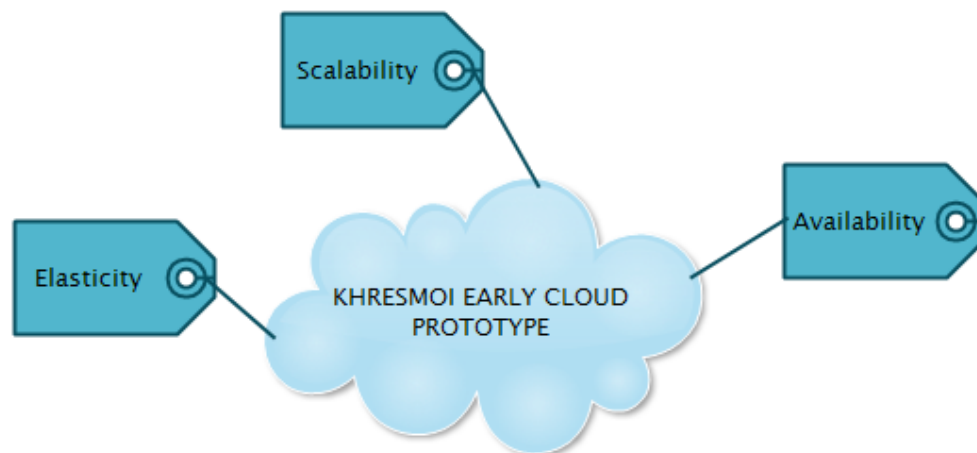 Scalability
Availability
Elasticity
KHRESMOI EARLY CLOUD
PROTOTYPE